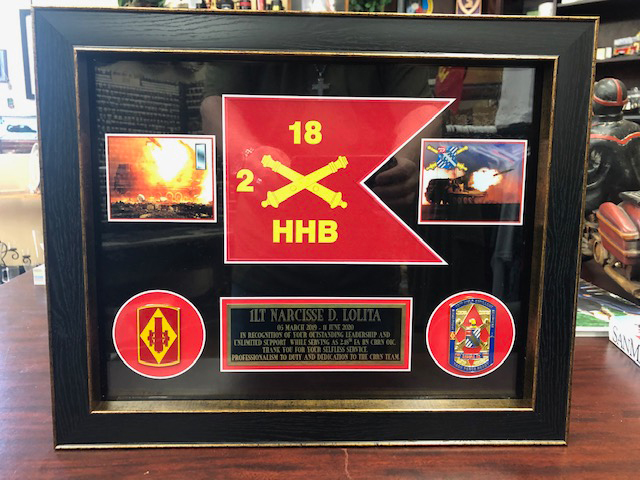 18
2
HHB
1LT NARCISSE D. LOLITA
05 MARCH 2019 - 11 JUNE 2020
IN RECOGNITION OF YOUR OUTSTANDING LEADERSHIP AND
UNLIMITED SUPPORT WHILE SERVING AS 2-18TH FA BN CBRN OIC.
THANK YOU FOR YOUR SELFLESS SERVICE
PROFESSIONALISM TO DUTY AND DEDICATION TO THE CBRN TEAM.